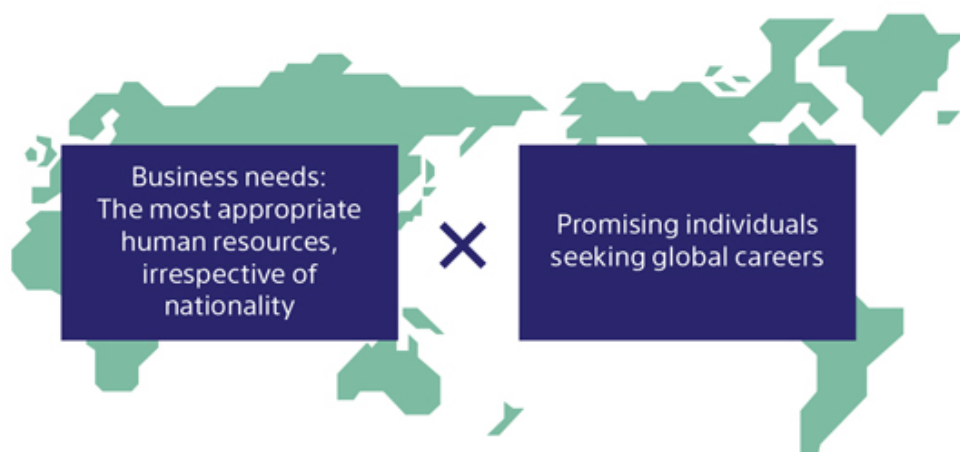 Business needs:
The most appropriate
human resources,
irrespective of
nationality
×
Promising individuals
seeking global careers